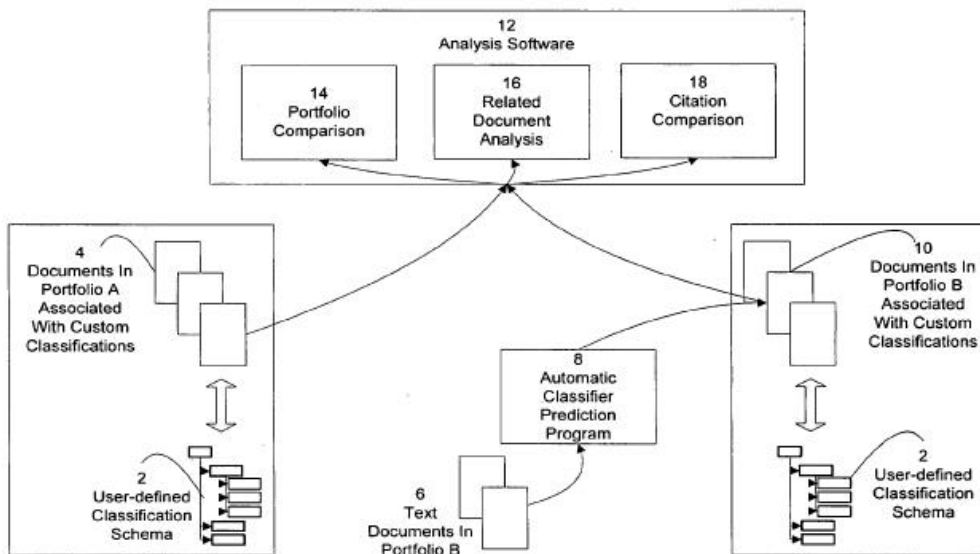 12
Analysis Software
14
Portfolio
Comparison
16
Related
Document
Analysis
18
Citation
Comparison
4
Documents In
Portfolio A
Associated
With Custom
Classifications
2
User-defined
Classification
Schema
6
Text
Documents In
Portfolio B
8
Automatic
Classifier
Prediction
Program
10
Documents In
Portfolio B
Associated
With Custom
Classifications
2
User-defined
Classification
Schema